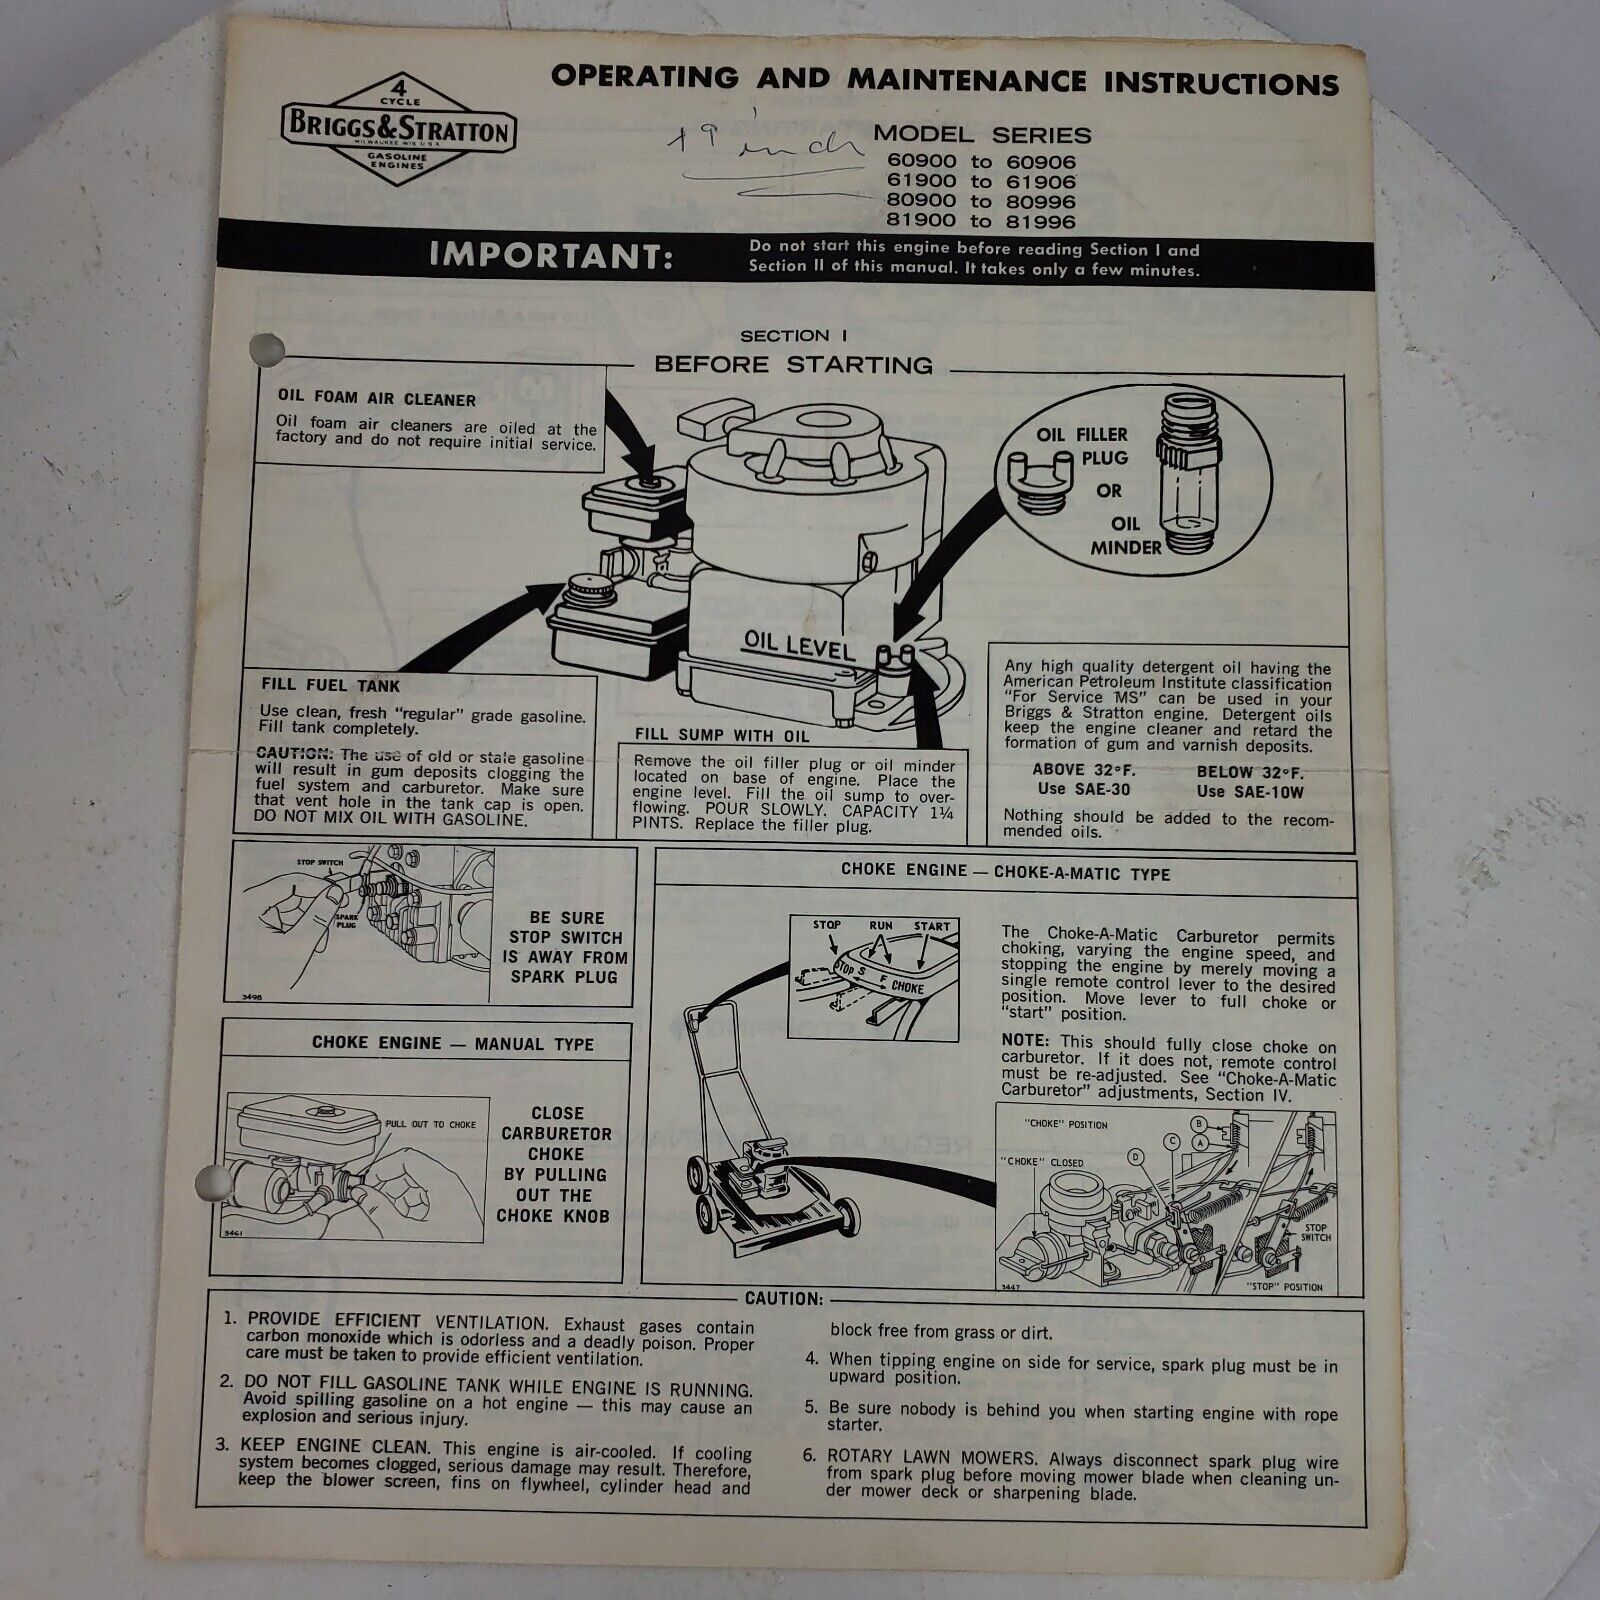 OPERATING AND MAINTENANCE INSTRUCTIONS
4
CYCLE
BRIGGS&STRATTON
MILWAUKEE, WIS. U.S.A.
GASOLINE
ENGINES
19" inch
MODEL SERIES
60900 to 60906
61900 to 61906
80900 to 80996
81900 to 81996
IMPORTANT:
Do not start this engine before reading Section I and
Section II of this manual. It takes only a few minutes.
SECTION I
BEFORE STARTING
OIL FOAM AIR CLEANER
Oil foam air cleaners are oiled at the
factory and do not require initial service.
OIL FILLER
PLUG
OR
OIL
MINDER
OIL LEVEL
FILL FUEL TANK
Use clean, fresh "regular" grade gasoline.
Fill tank completely.
CAUTION: The use of old or stale gasoline
will result in gum deposits clogging the
fuel system and carburetor. Make sure
that vent hole in the tank cap is open.
DO NOT MIX OIL WITH GASOLINE.
FILL SUMP WITH OIL
Remove the oil filler plug or oil minder
located on base of engine. Place the
engine level. Fill the oil sump to over-
flowing. POUR SLOWLY. CAPACITY 1¼
PINTS. Replace the filler plug.
Any high quality detergent oil having the
American Petroleum Institute classification
"For Service MS" can be used in your
Briggs & Stratton engine. Detergent oils
keep the engine cleaner and retard the
formation of gum and varnish deposits.
ABOVE 32°F. BELOW 32°F.
Use SAE-30 Use SAE-10W
Nothing should be added to the recom-
mended oils.
STOP SWITCH
SPARK
PLUG
3498
BE SURE
STOP SWITCH
IS AWAY FROM
SPARK PLUG
CHOKE ENGINE — MANUAL TYPE
PULL OUT TO CHOKE
3461
CLOSE
CARBURETOR
CHOKE
BY PULLING
OUT THE
CHOKE KNOB
CHOKE ENGINE — CHOKE-A-MATIC TYPE
STOP RUN START
STOP S F CHOKE
The Choke-A-Matic Carburetor permits
choking, varying the engine speed, and
stopping the engine by merely moving a
single remote control lever to the desired
position. Move lever to full choke or
"start" position.
NOTE: This should fully close choke on
carburetor. If it does not, remote control
must be re-adjusted. See "Choke-A-Matic
Carburetor" adjustments, Section IV.
"CHOKE" POSITION
"CHOKE" CLOSED
B
A
C
D
STOP
SWITCH
"STOP" POSITION
3447
CAUTION:
1. PROVIDE EFFICIENT VENTILATION. Exhaust gases contain
carbon monoxide which is odorless and a deadly poison. Proper
care must be taken to provide efficient ventilation.
2. DO NOT FILL GASOLINE TANK WHILE ENGINE IS RUNNING.
Avoid spilling gasoline on a hot engine — this may cause an
explosion and serious injury.
3. KEEP ENGINE CLEAN. This engine is air-cooled. If cooling
system becomes clogged, serious damage may result. Therefore,
keep the blower screen, fins on flywheel, cylinder head and
block free from grass or dirt.
4. When tipping engine on side for service, spark plug must be in
upward position.
5. Be sure nobody is behind you when starting engine with rope
starter.
6. ROTARY LAWN MOWERS. Always disconnect spark plug wire
from spark plug before moving mower blade when cleaning un-
der mower deck or sharpening blade.